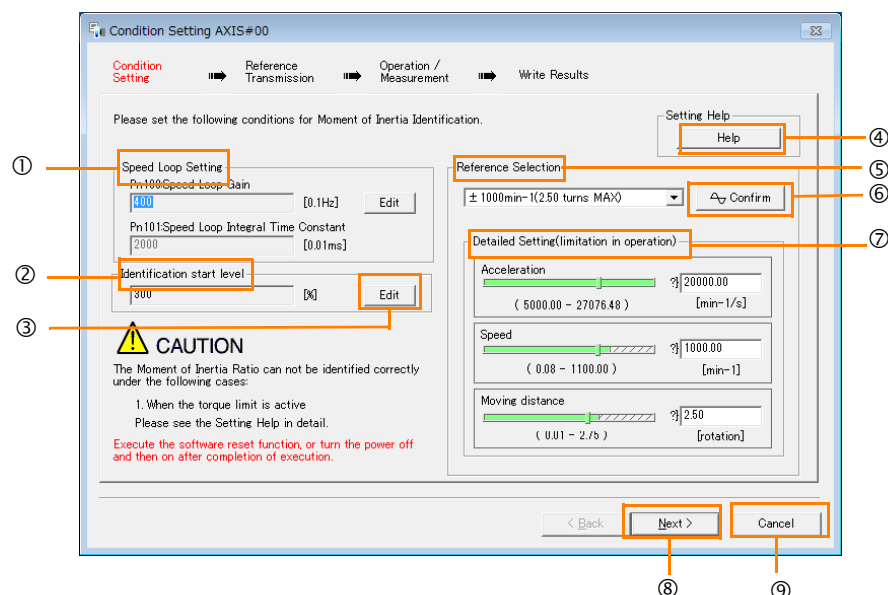 Condition Setting AXIS#00
Condition Setting
Reference Transmission
Operation / Measurement
Write Results
Please set the following conditions for Moment of Inertia Identification.
Setting Help
Help
④
①
Speed Loop Setting
Pn100:Speed Loop Gain
400 [0.1Hz] Edit
Pn101:Speed Loop Integral Time Constant
2000 [0.01ms]
②
Identification start level
300 [%] Edit
③
CAUTION
The Moment of Inertia Ratio can not be identified correctly
under the following cases:
1. When the torque limit is active
Please see the Setting Help in detail.
Execute the software reset function, or turn the power off
and then on after completion of execution.
Reference Selection
⑤
±1000min-1(2.50 turns MAX) Confirm
⑥
Detailed Setting(limitation in operation)
⑦
Acceleration
?} 20000.00
( 5000.00 - 27076.48 ) [min-1/s]
Speed
?} 1000.00
( 0.08 - 1100.00 ) [min-1]
Moving distance
?} 2.50
( 0.01 - 2.75 ) [rotation]
< Back Next > Cancel
⑧ ⑨